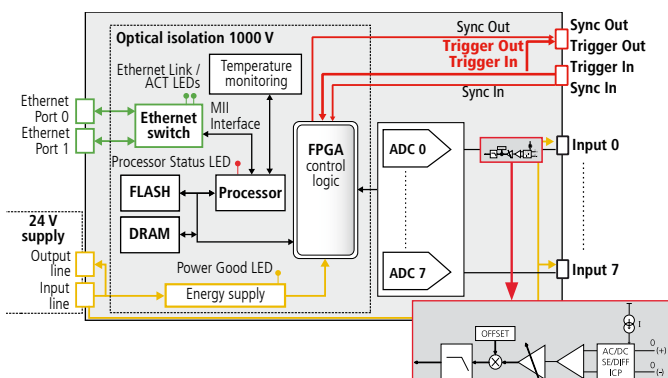 Optical isolation 1000 V
Sync Out
Sync Out
Trigger Out
Trigger Out
Trigger In
Trigger In
Sync In
Sync In
Ethernet Link /
ACT LEDs
Temperature
monitoring
Ethernet
Port 0
Ethernet
Port 1
Ethernet
switch
MII
Interface
Processor Status LED
FLASH
Processor
DRAM
FPGA
control
logic
ADC 0
ADC 7
Input 0
Input 7
24 V
supply
Output
line
Input
line
Power Good LED
Energy supply
OFFSET
I
AC/DC
SE/DIFF
ICP
0
(+)
0
(-)